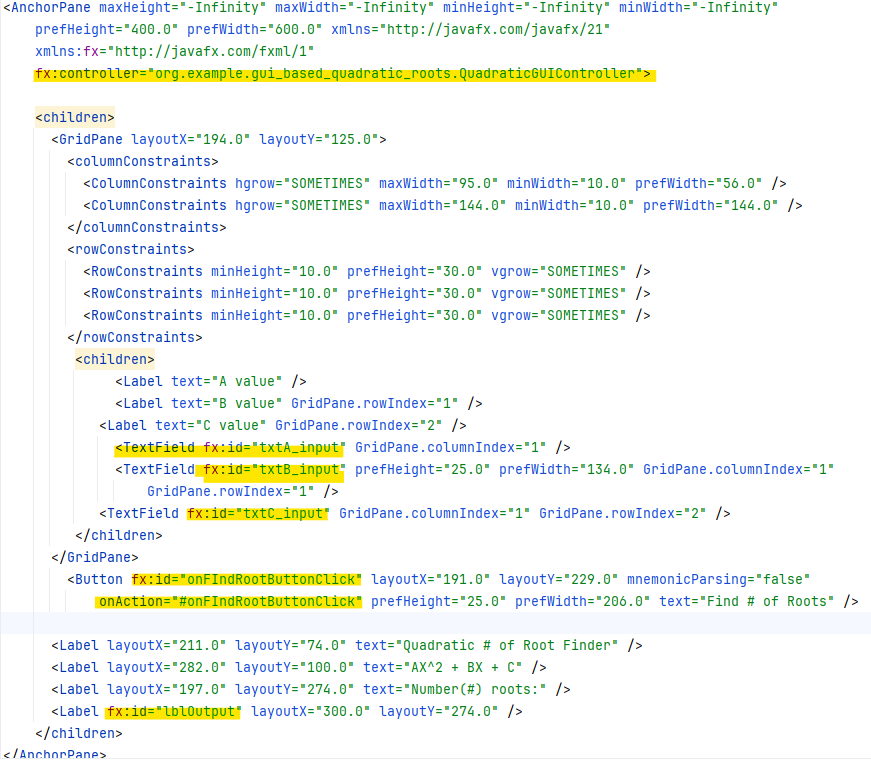 <AnchorPane maxHeight="-Infinity" maxWidth="-Infinity" minHeight="-Infinity" minWidth="-Infinity"
prefHeight="400.0" prefWidth="600.0" xmlns="http://javafx.com/javafx/21"
xmlns:fx="http://javafx.com/fxml/1"
fx:controller="org.example.gui_based_quadratic_roots.QuadraticGUIController">
<children>
<GridPane layoutX="194.0" layoutY="125.0">
<columnConstraints>
<ColumnConstraints hgrow="SOMETIMES" maxWidth="95.0" minWidth="10.0" prefWidth="56.0" />
<ColumnConstraints hgrow="SOMETIMES" maxWidth="144.0" minWidth="10.0" prefWidth="144.0" />
</columnConstraints>
<rowConstraints>
<RowConstraints minHeight="10.0" prefHeight="30.0" vgrow="SOMETIMES" />
<RowConstraints minHeight="10.0" prefHeight="30.0" vgrow="SOMETIMES" />
<RowConstraints minHeight="10.0" prefHeight="30.0" vgrow="SOMETIMES" />
</rowConstraints>
<children>
<Label text="A value" />
<Label text="B value" GridPane.rowIndex="1" />
<Label text="C value" GridPane.rowIndex="2" />
<TextField fx:id="txtA_input" GridPane.columnIndex="1" />
<TextField fx:id="txtB_input" prefHeight="25.0" prefWidth="134.0" GridPane.columnIndex="1"
GridPane.rowIndex="1" />
<TextField fx:id="txtC_input" GridPane.columnIndex="1" GridPane.rowIndex="2" />
</children>
</GridPane>
<Button fx:id="onFIndRootButtonClick" layoutX="191.0" layoutY="229.0" mnemonicParsing="false"
onAction="#onFIndRootButtonClick" prefHeight="25.0" prefWidth="206.0" text="Find # of Roots" />
<Label layoutX="211.0" layoutY="74.0" text="Quadratic # of Root Finder" />
<Label layoutX="282.0" layoutY="100.0" text="AX^2 + BX + C" />
<Label layoutX="197.0" layoutY="274.0" text="Number(#) roots:" />
<Label fx:id="lblOutput" layoutX="300.0" layoutY="274.0" />
</children>
</AnchorPane>